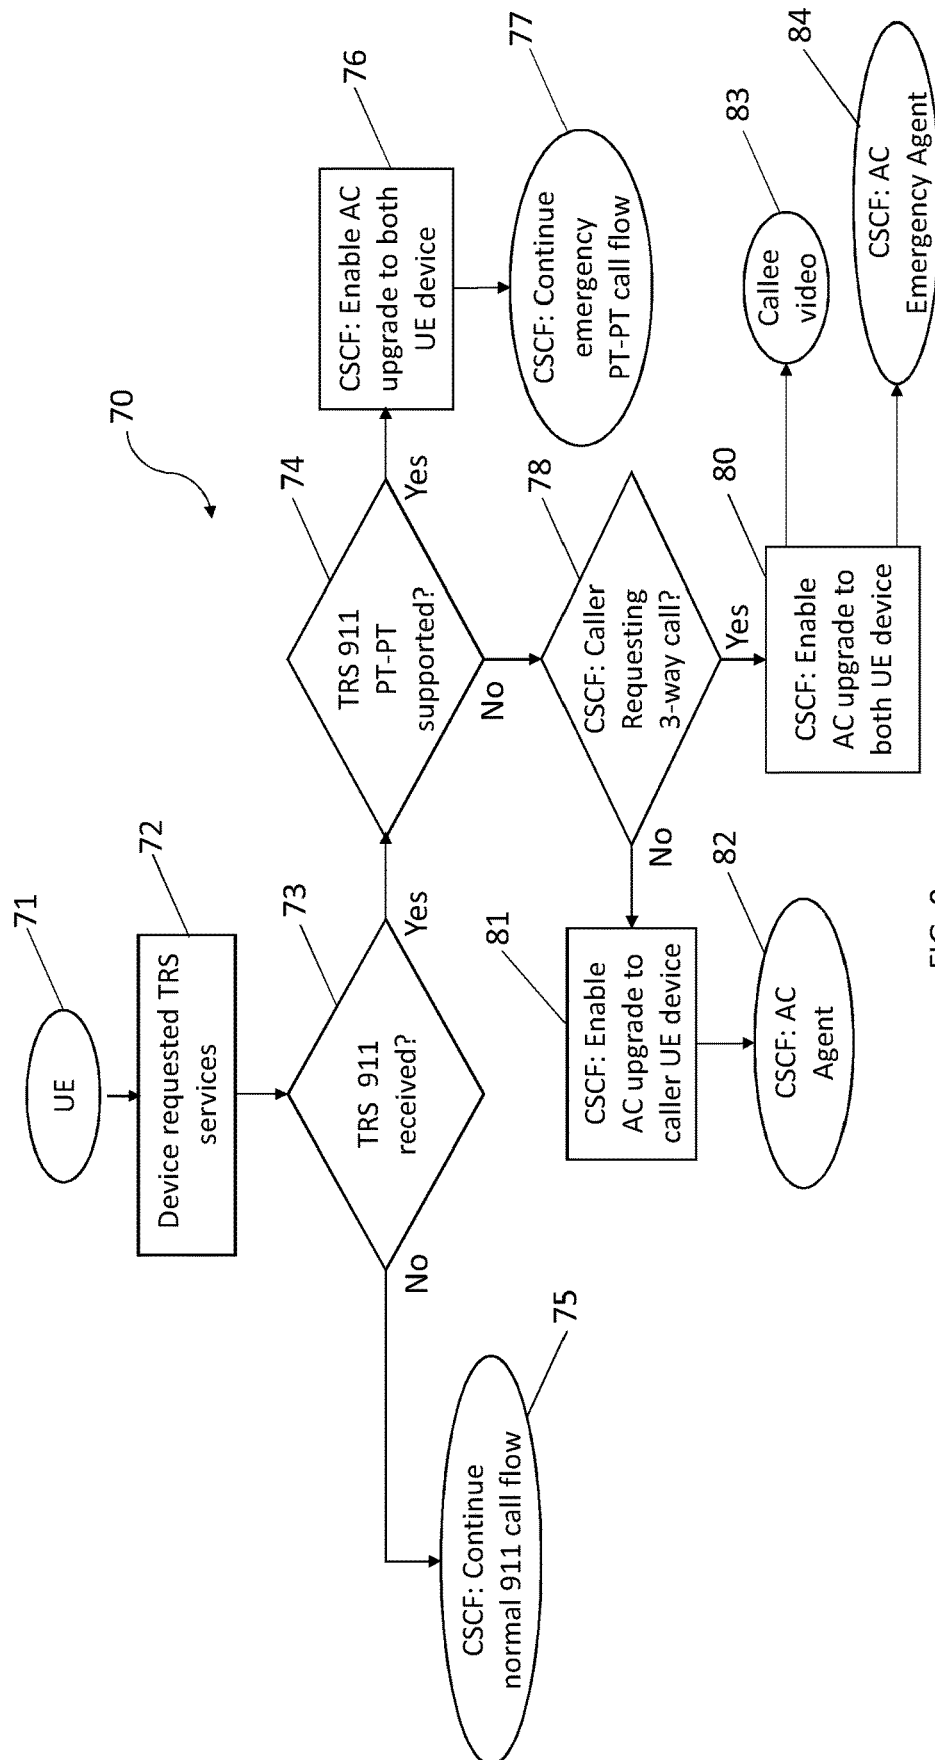 70
71
UE
72
Device requested TRS
services
73
TRS 911
received?
Yes
No
75
CSCF: Continue
normal 911 call flow
74
TRS 911
PT-PT
supported?
Yes
No
76
CSCF: Enable AC
upgrade to both
UE device
77
CSCF: Continue
emergency
PT-PT call flow
78
CSCF: Caller
Requesting
3-way call?
Yes
No
81
CSCF: Enable
AC upgrade to
caller UE device
82
CSCF: AC
Agent
80
CSCF: Enable
AC upgrade to
both UE device
83
Callee
video
84
CSCF: AC
Emergency Agent
FIG.